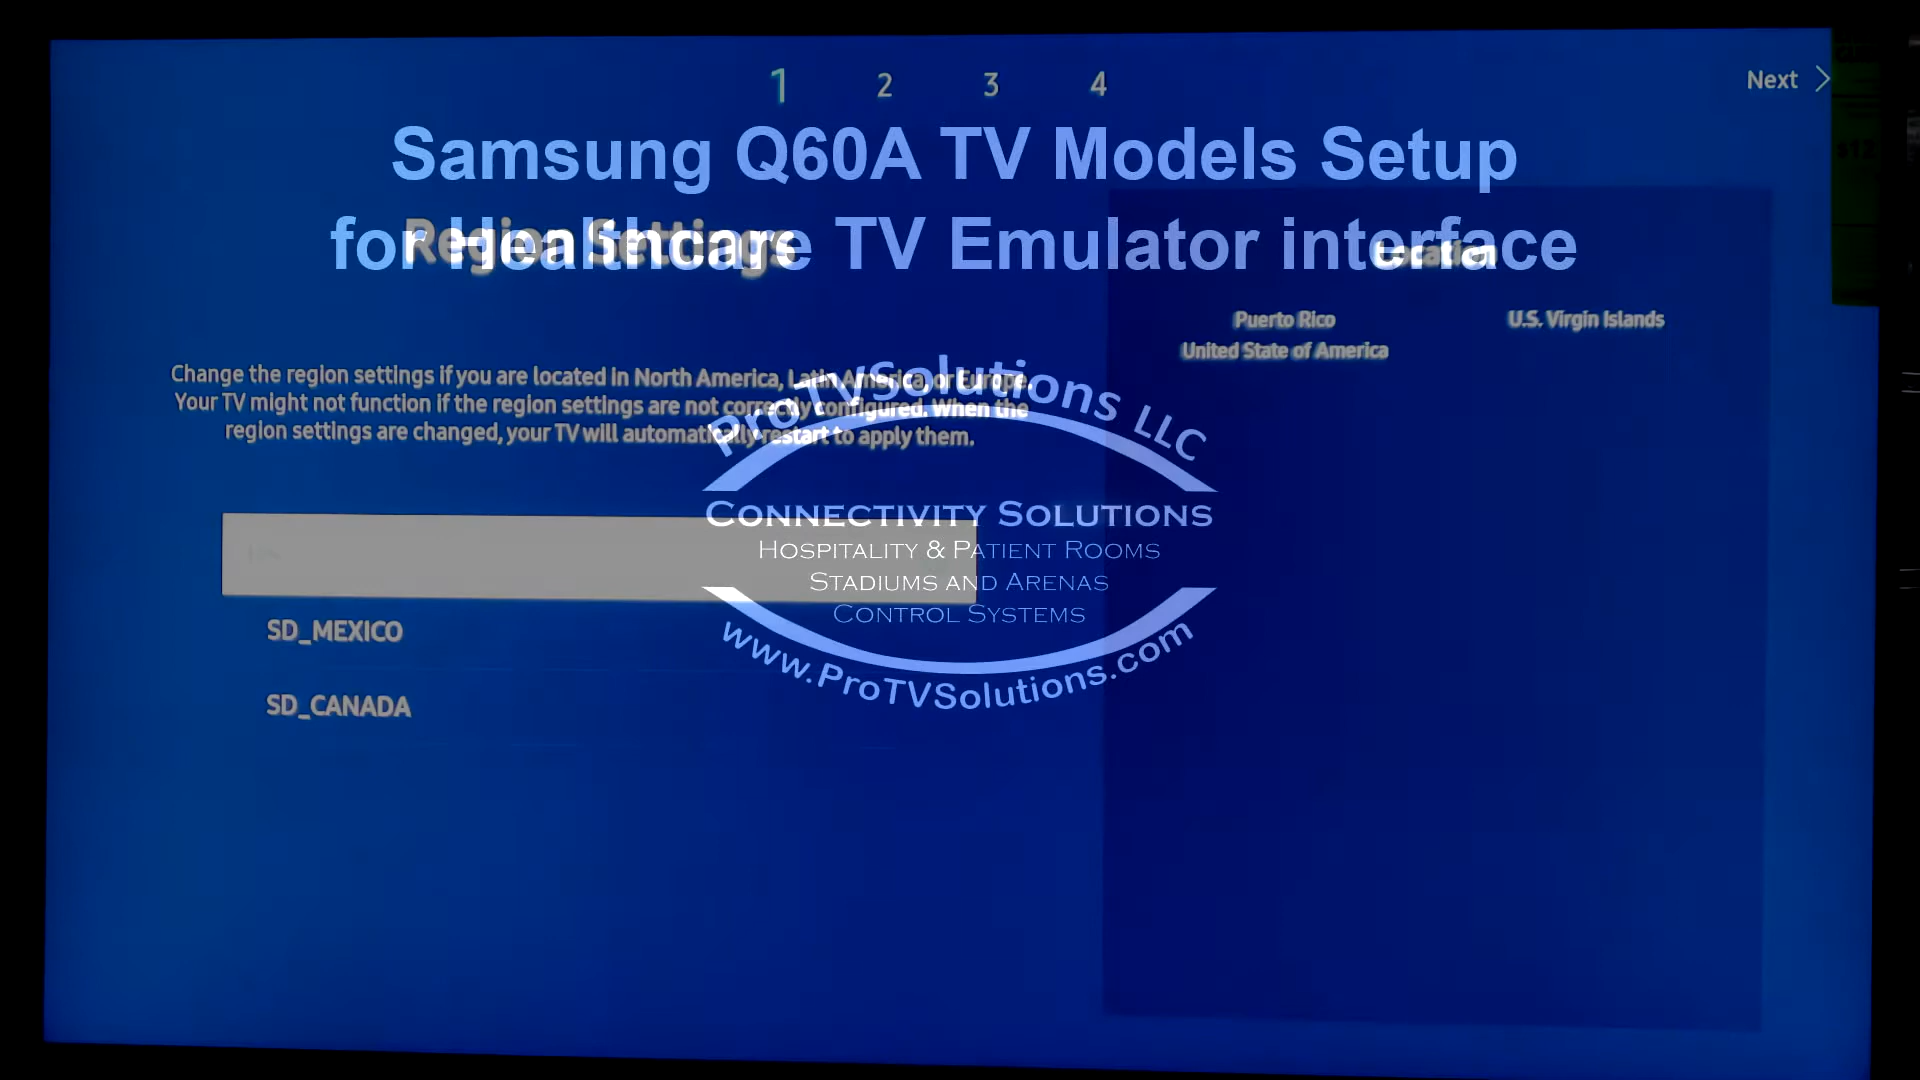 1 2 3 4
Next
Samsung Q60A TV Models Setup
for Healthcare TV Emulator interface
Region Settings
Location
Puerto Rico
U.S. Virgin Islands
United State of America
Change the region settings if you are located in North America, Latin America, or Europe.
Your TV might not function if the region settings are not correctly configured. When the
region settings are changed, your TV will automatically restart to apply them.
ProTVSolutions LLC
Connectivity Solutions
Hospitality & Patient Rooms
Stadiums and Arenas
Control Systems
www.ProTVSolutions.com
SD_MEXICO
SD_CANADA